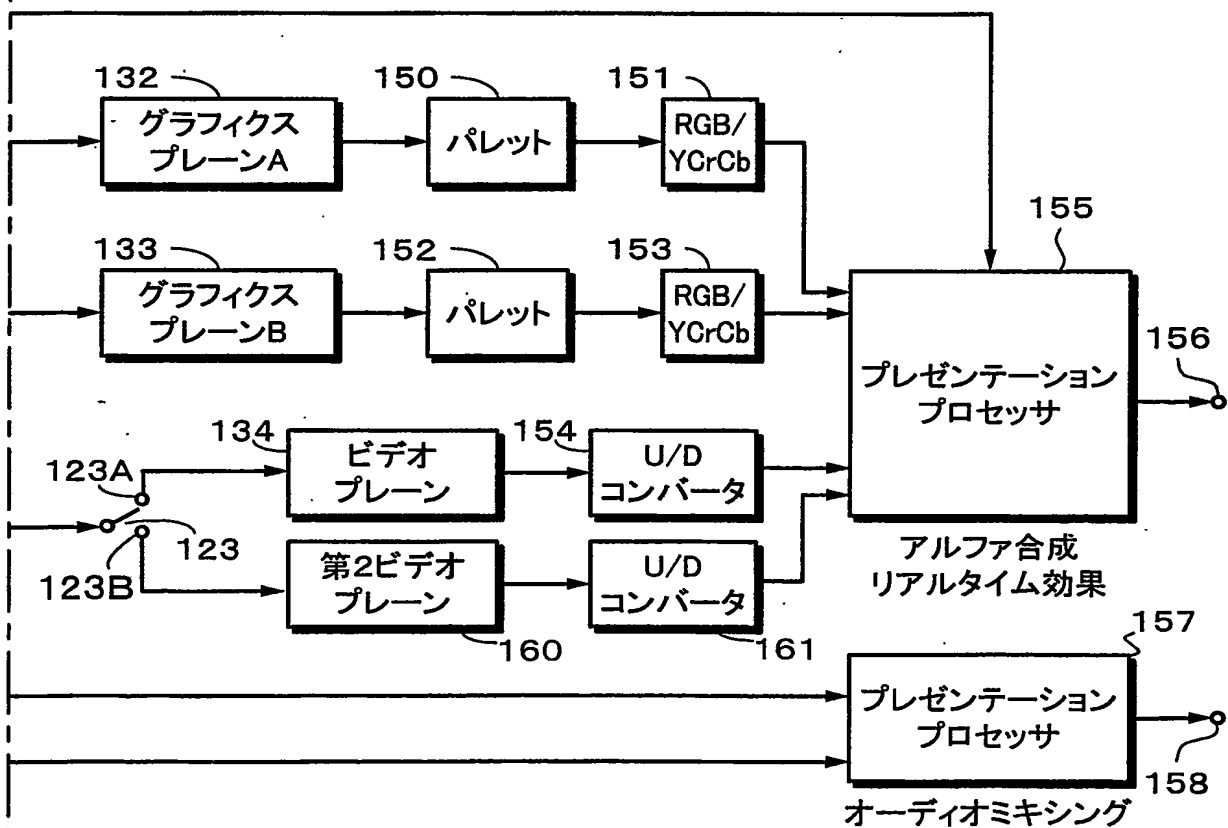 132
グラフィクス
プレーンA
150
パレット
151
RGB/
YCrCb
133
グラフィクス
プレーンB
152
パレット
153
RGB/
YCrCb
155
プレゼンテーション
プロセッサ
156
アルファ合成
リアルタイム効果
123A
123
123B
134
ビデオ
プレーン
154
U/D
コンバータ
第2ビデオ
プレーン
160
U/D
コンバータ
161
157
プレゼンテーション
プロセッサ
158
オーディオミキシング